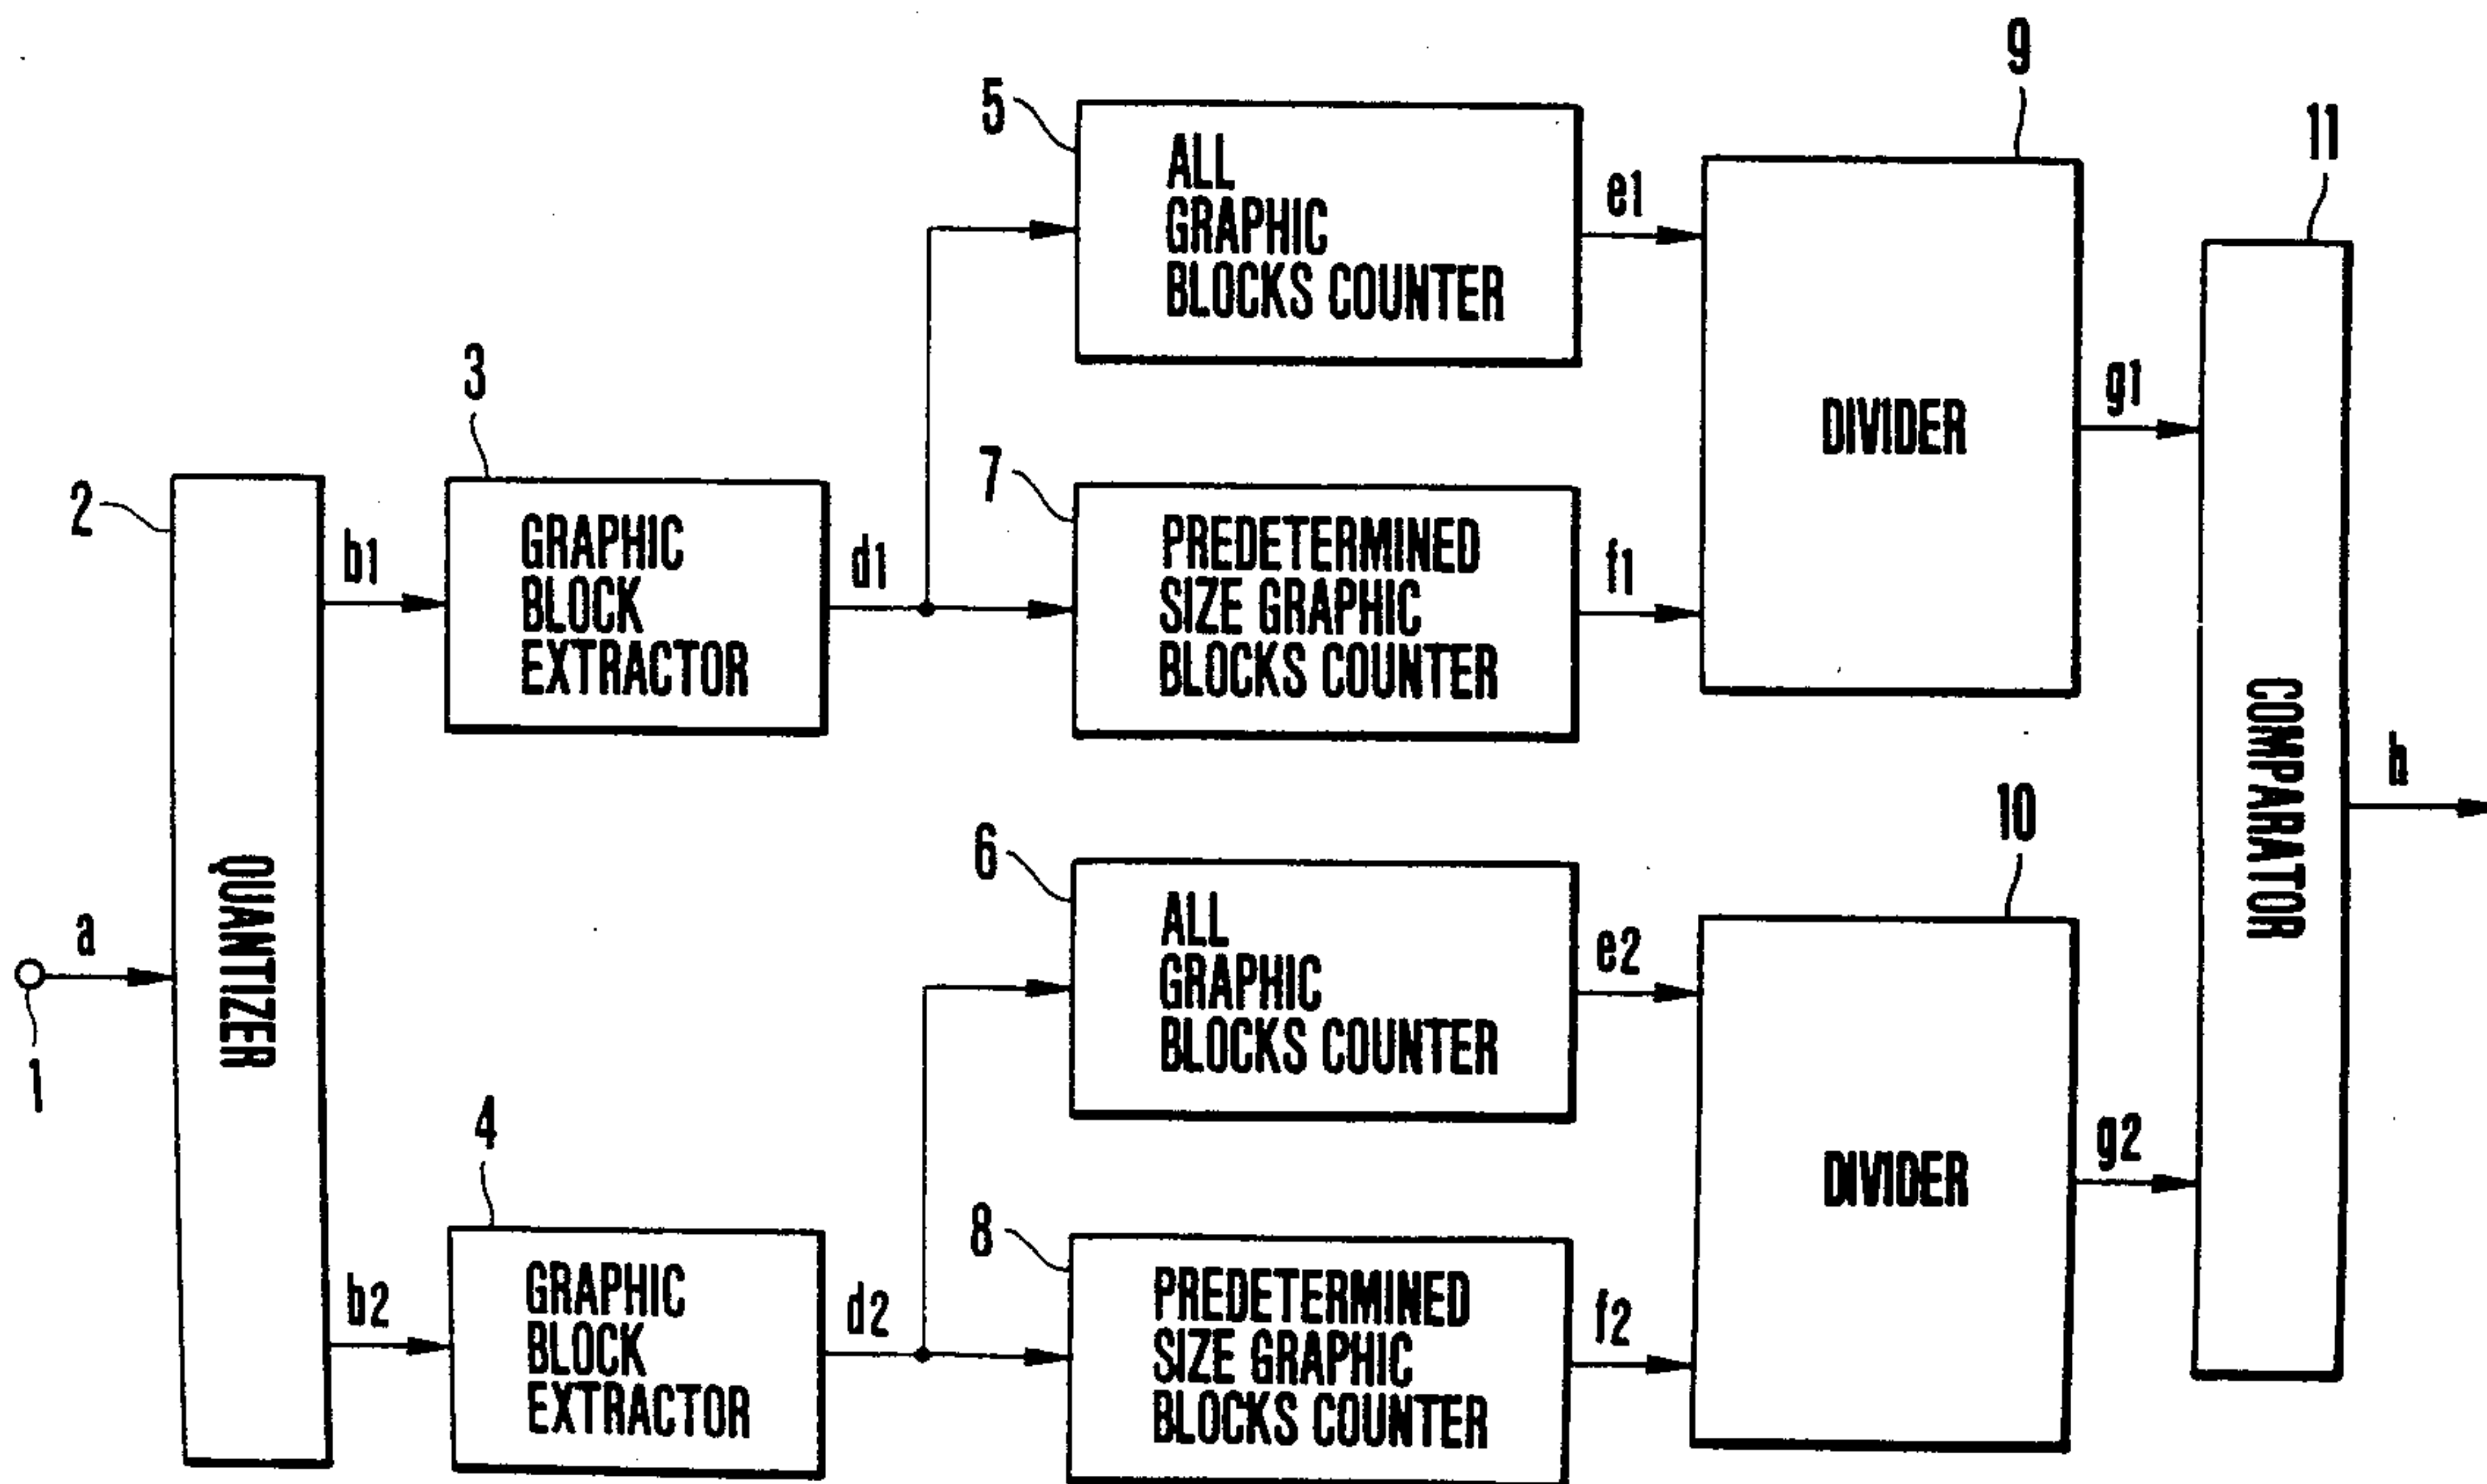 9
5
11
ALL
GRAPHIC
BLOCKS COUNTER
e1
3
g1
DIVIDER
7
2
GRAPHIC
BLOCK
EXTRACTOR
b1
d1
PREDETERMINED
SIZE GRAPHIC
BLOCKS COUNTER
f1
COMPARATOR
h
10
6
QUANTIZER
a
1
ALL
GRAPHIC
BLOCKS COUNTER
e2
4
g2
DIVIDER
8
GRAPHIC
BLOCK
EXTRACTOR
b2
d2
PREDETERMINED
SIZE GRAPHIC
BLOCKS COUNTER
f2